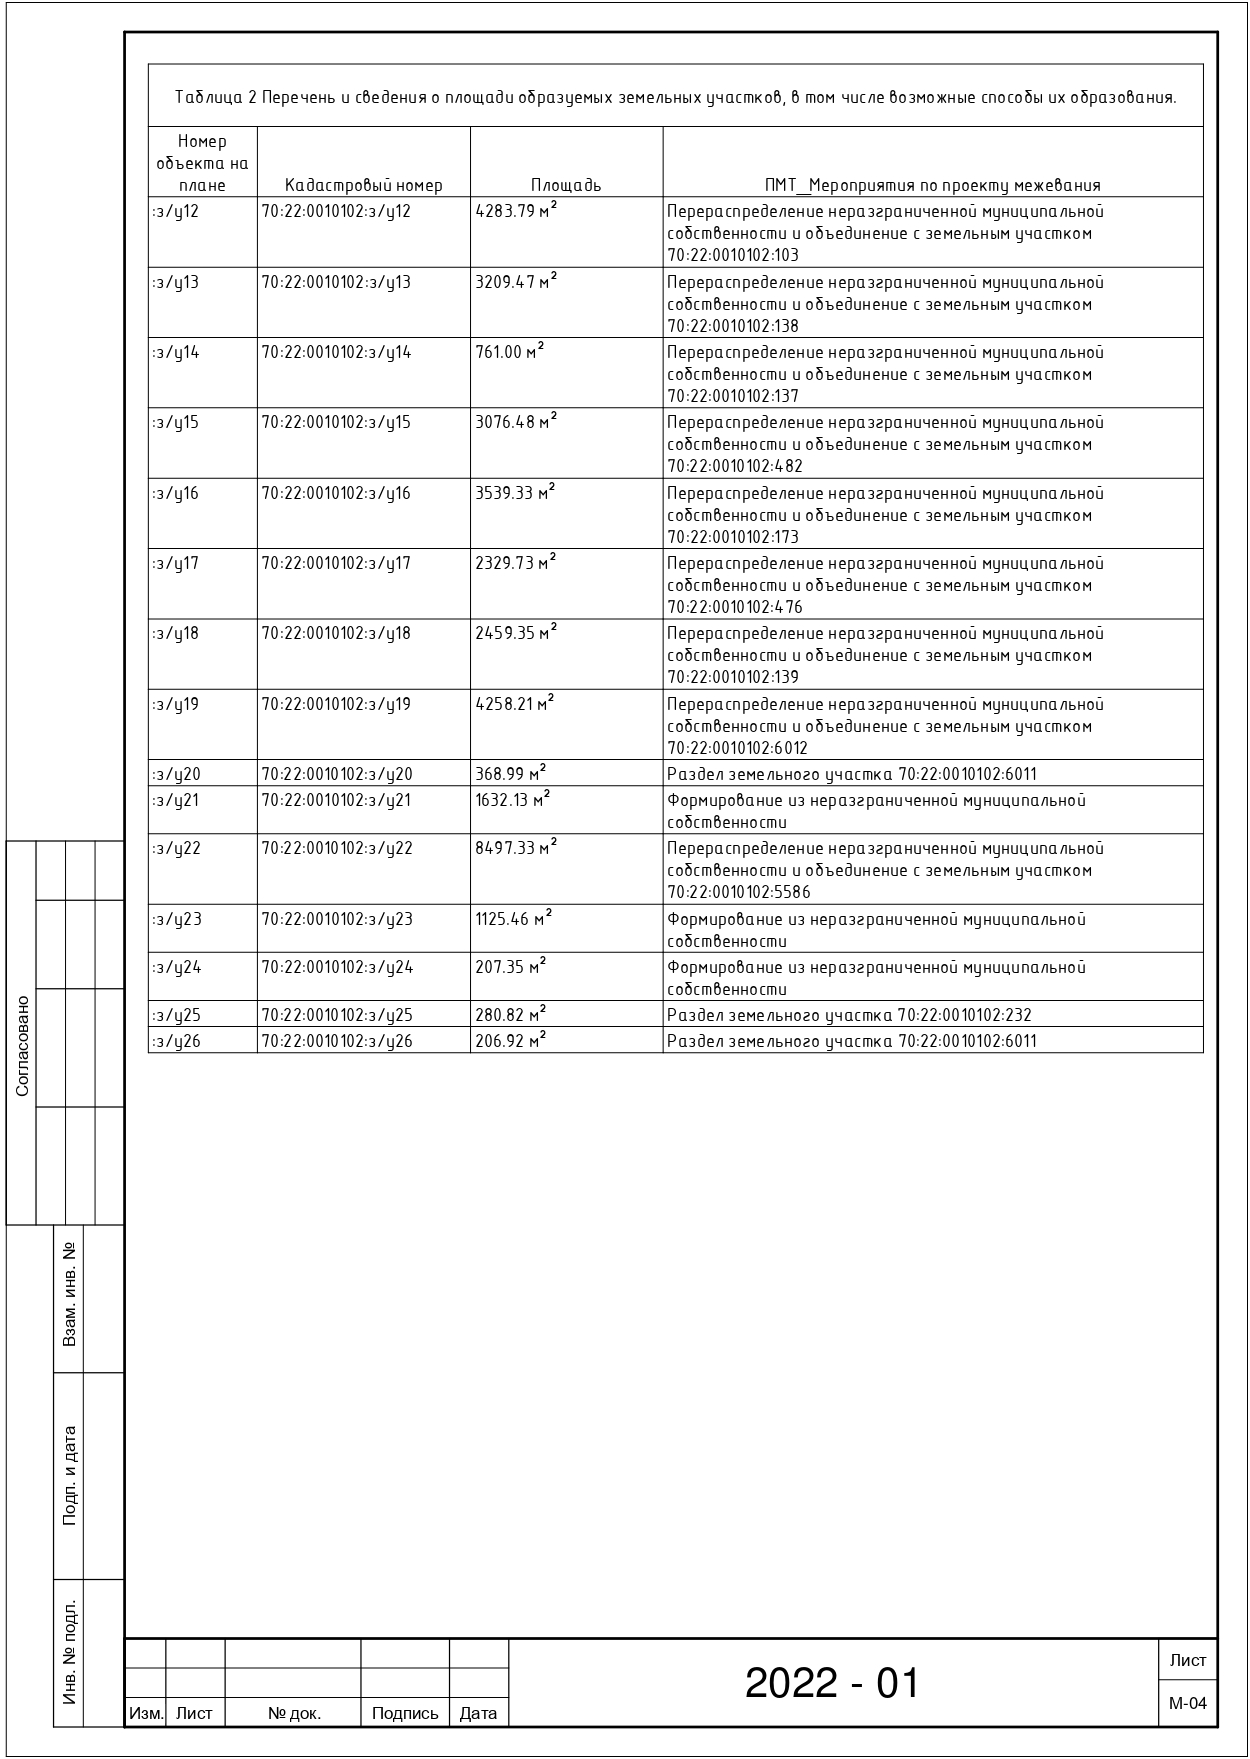 Таблица 2 Перечень и сведения о площади образуемых земельных участков, в том числе возможные способы их образования.
Номер
объекта на
плане
Кадастровый номер
Площадь
ПМТ_Мероприятия по проекту межевания
:з/у12 70:22:0010102:з/у12 4283.79 м² Перераспределение неразграниченной муниципальной
собственности и объединение с земельным участком
70:22:0010102:103
:з/у13 70:22:0010102:з/у13 3209.47 м² Перераспределение неразграниченной муниципальной
собственности и объединение с земельным участком
70:22:0010102:138
:з/у14 70:22:0010102:з/у14 761.00 м² Перераспределение неразграниченной муниципальной
собственности и объединение с земельным участком
70:22:0010102:137
:з/у15 70:22:0010102:з/у15 3076.48 м² Перераспределение неразграниченной муниципальной
собственности и объединение с земельным участком
70:22:0010102:482
:з/у16 70:22:0010102:з/у16 3539.33 м² Перераспределение неразграниченной муниципальной
собственности и объединение с земельным участком
70:22:0010102:173
:з/у17 70:22:0010102:з/у17 2329.73 м² Перераспределение неразграниченной муниципальной
собственности и объединение с земельным участком
70:22:0010102:476
:з/у18 70:22:0010102:з/у18 2459.35 м² Перераспределение неразграниченной муниципальной
собственности и объединение с земельным участком
70:22:0010102:139
:з/у19 70:22:0010102:з/у19 4258.21 м² Перераспределение неразграниченной муниципальной
собственности и объединение с земельным участком
70:22:0010102:6012
:з/у20 70:22:0010102:з/у20 368.99 м² Раздел земельного участка 70:22:0010102:6011
:з/у21 70:22:0010102:з/у21 1632.13 м² Формирование из неразграниченной муниципальной
собственности
:з/у22 70:22:0010102:з/у22 8497.33 м² Перераспределение неразграниченной муниципальной
собственности и объединение с земельным участком
70:22:0010102:5586
:з/у23 70:22:0010102:з/у23 1125.46 м² Формирование из неразграниченной муниципальной
собственности
:з/у24 70:22:0010102:з/у24 207.35 м² Формирование из неразграниченной муниципальной
собственности
:з/у25 70:22:0010102:з/у25 280.82 м² Раздел земельного участка 70:22:0010102:232
:з/у26 70:22:0010102:з/у26 206.92 м² Раздел земельного участка 70:22:0010102:6011
Согласовано
Взам. инв. №
Подп. и дата
Инв. № подл.
Изм. Лист № док. Подпись Дата
2022 - 01
Лист
М-04